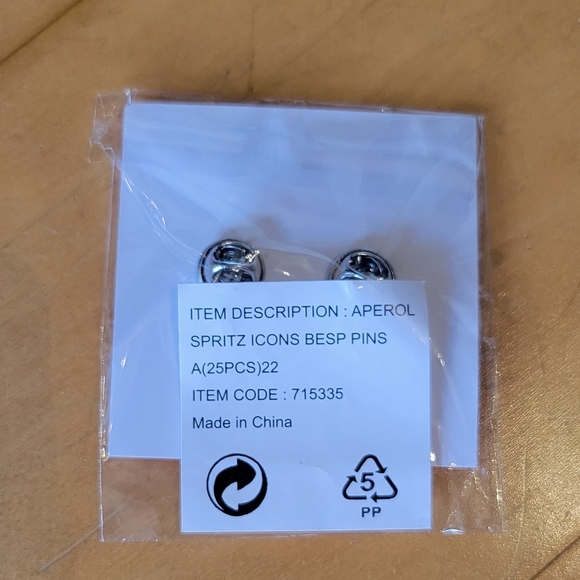 ITEM DESCRIPTION : APEROL
SPRITZ ICONS BESP PINS
A(25PCS)22
ITEM CODE : 715335
Made in China
5
PP